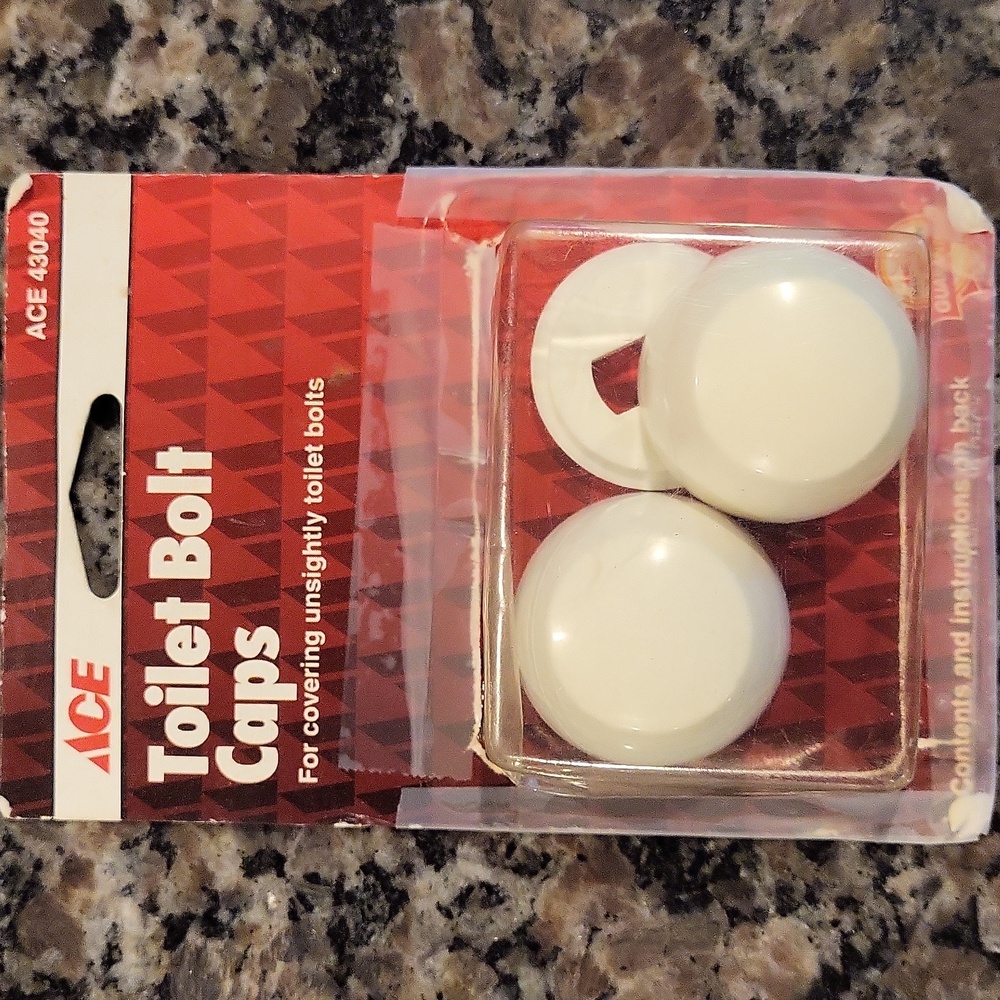 ACE 43040
ACE
Toilet Bolt
Caps
For covering unsightly toilet bolts
Contents and instructions on back